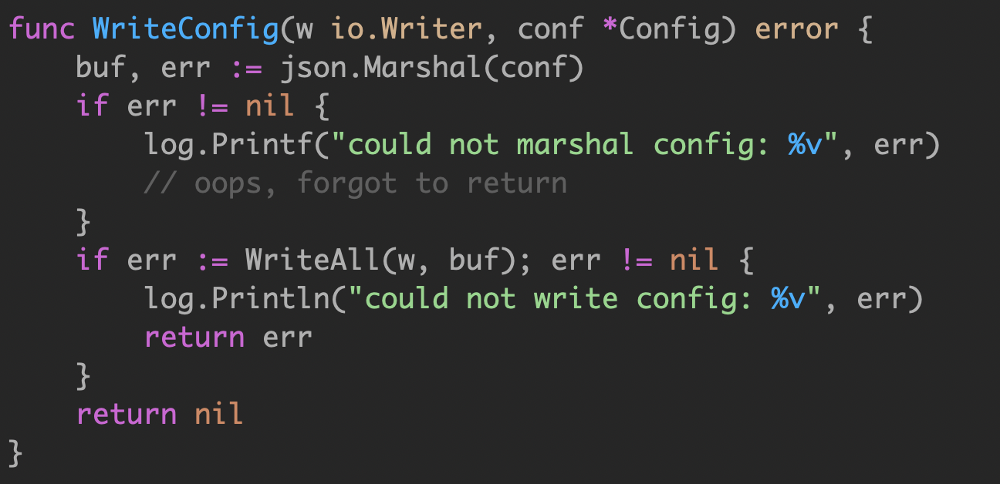 func WriteConfig(w io.Writer, conf *Config) error {
    buf, err := json.Marshal(conf)
    if err != nil {
        log.Printf("could not marshal config: %v", err)
        // oops, forgot to return
    }
    if err := WriteAll(w, buf); err != nil {
        log.Println("could not write config: %v", err)
        return err
    }
    return nil
}